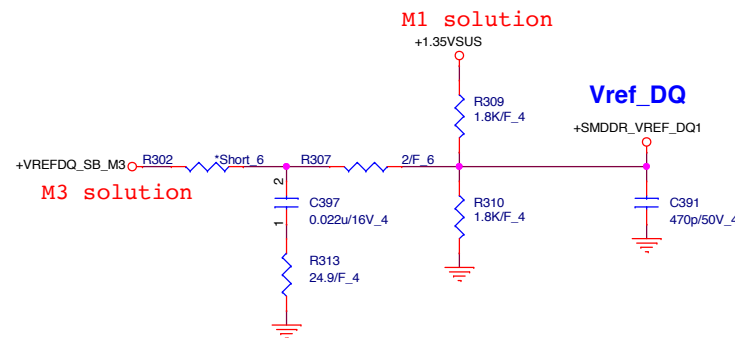 M1 solution
+1.35VSUS
R309
1.8K/F_4
Vref_DQ
+SMDDR_VREF_DQ1
+VREFDQ_SB_M3
R302
*Short_6
R307
2/F_6
M3 solution
2
C397
1
0.022u/16V_4
R310
1.8K/F_4
C391
470p/50V_4
R313
24.9/F_4